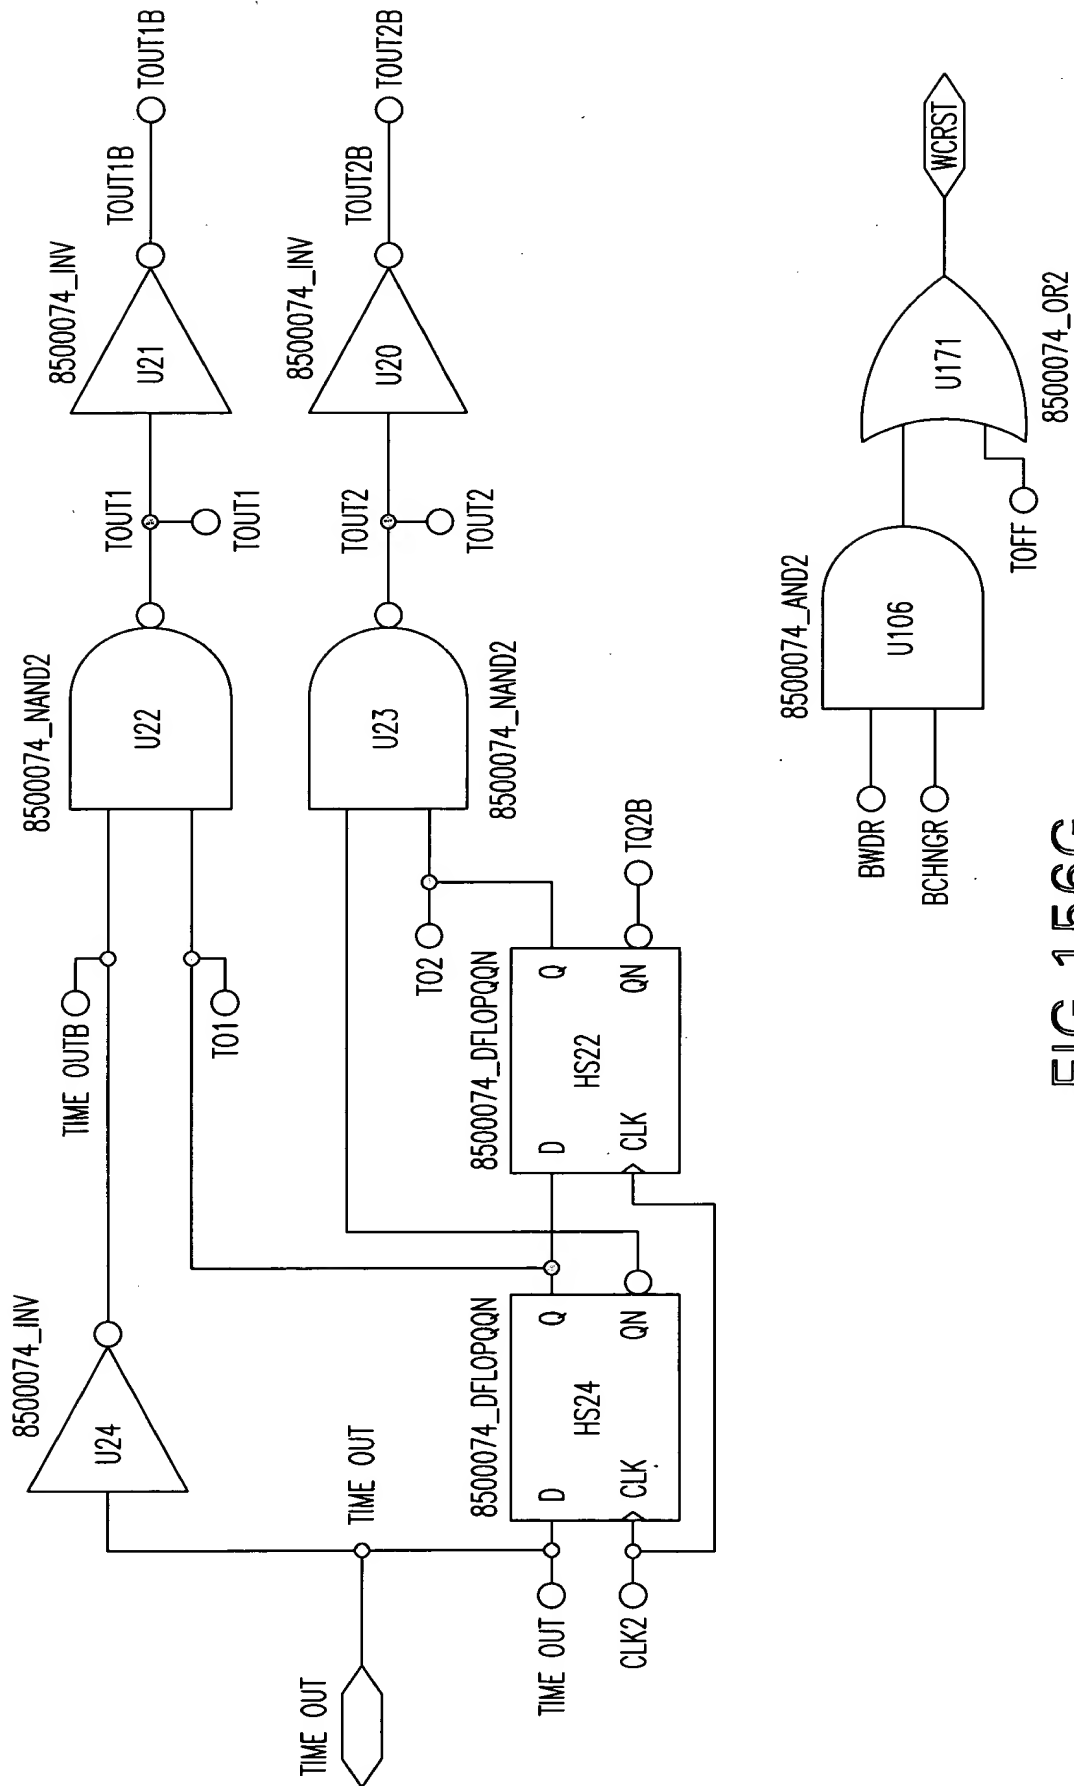 8500074_INV
U24
TIME OUTB
TO1
8500074_NAND2
U22
TOUT1
TOUT1
8500074_INV
U21
TOUT1B
TOUT1B
TIME OUT
TIME OUT
8500074_NAND2
U23
TOUT2
TOUT2
8500074_INV
U20
TOUT2B
TOUT2B
TO2
TIME OUT
CLK2
8500074_DFLOPQQN
D
Q
HS24
CLK
QN
8500074_DFLOPQQN
D
Q
HS22
CLK
QN
TQ2B
BWDR
BCHNGR
8500074_AND2
U106
TOFF
U171
8500074_OR2
WCRST
FIG.156G